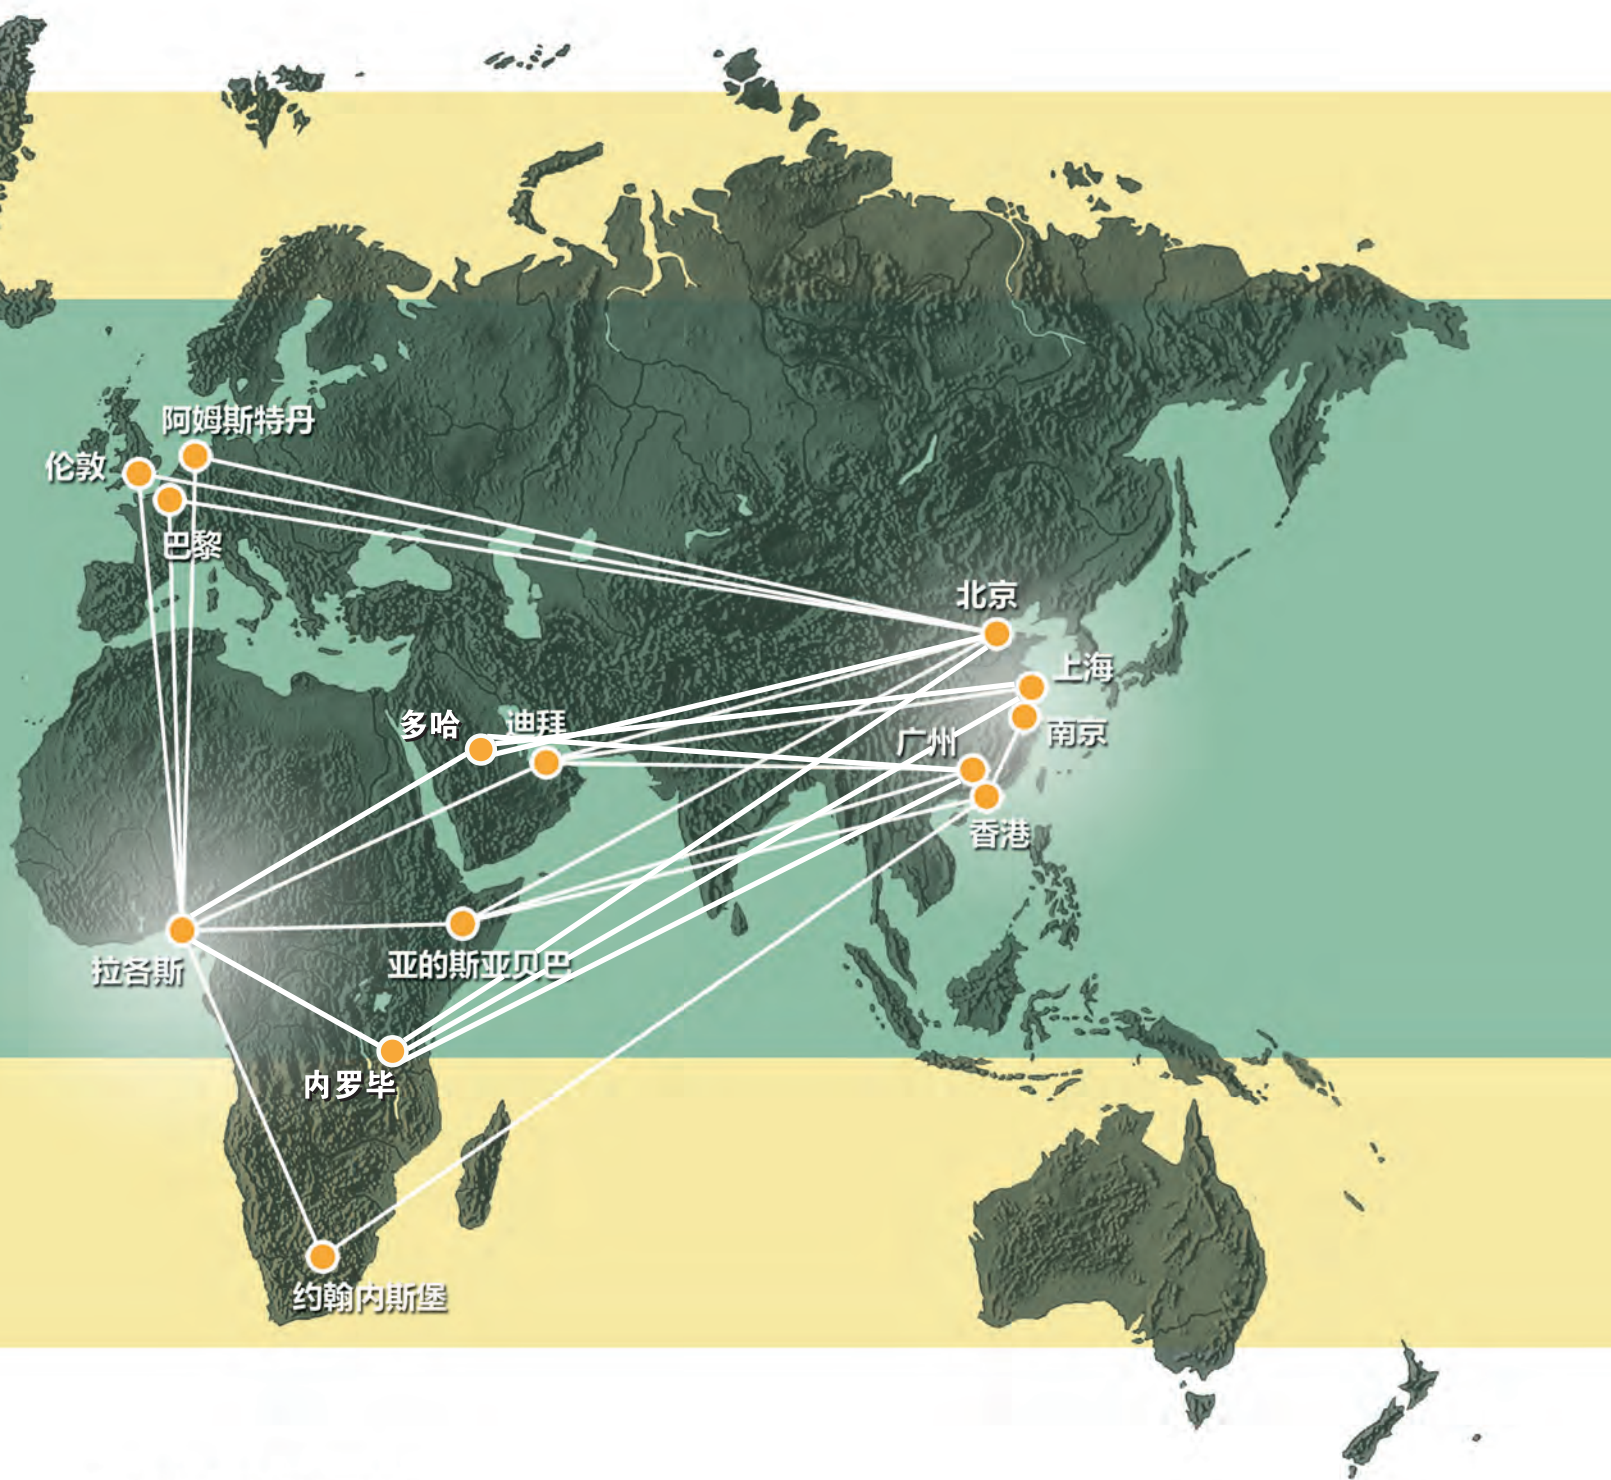 阿姆斯特丹
伦敦
巴黎
北京
上海
多哈
迪拜
广州
南京
香港
亚的斯亚贝巴
拉各斯
内罗毕
约翰内斯堡